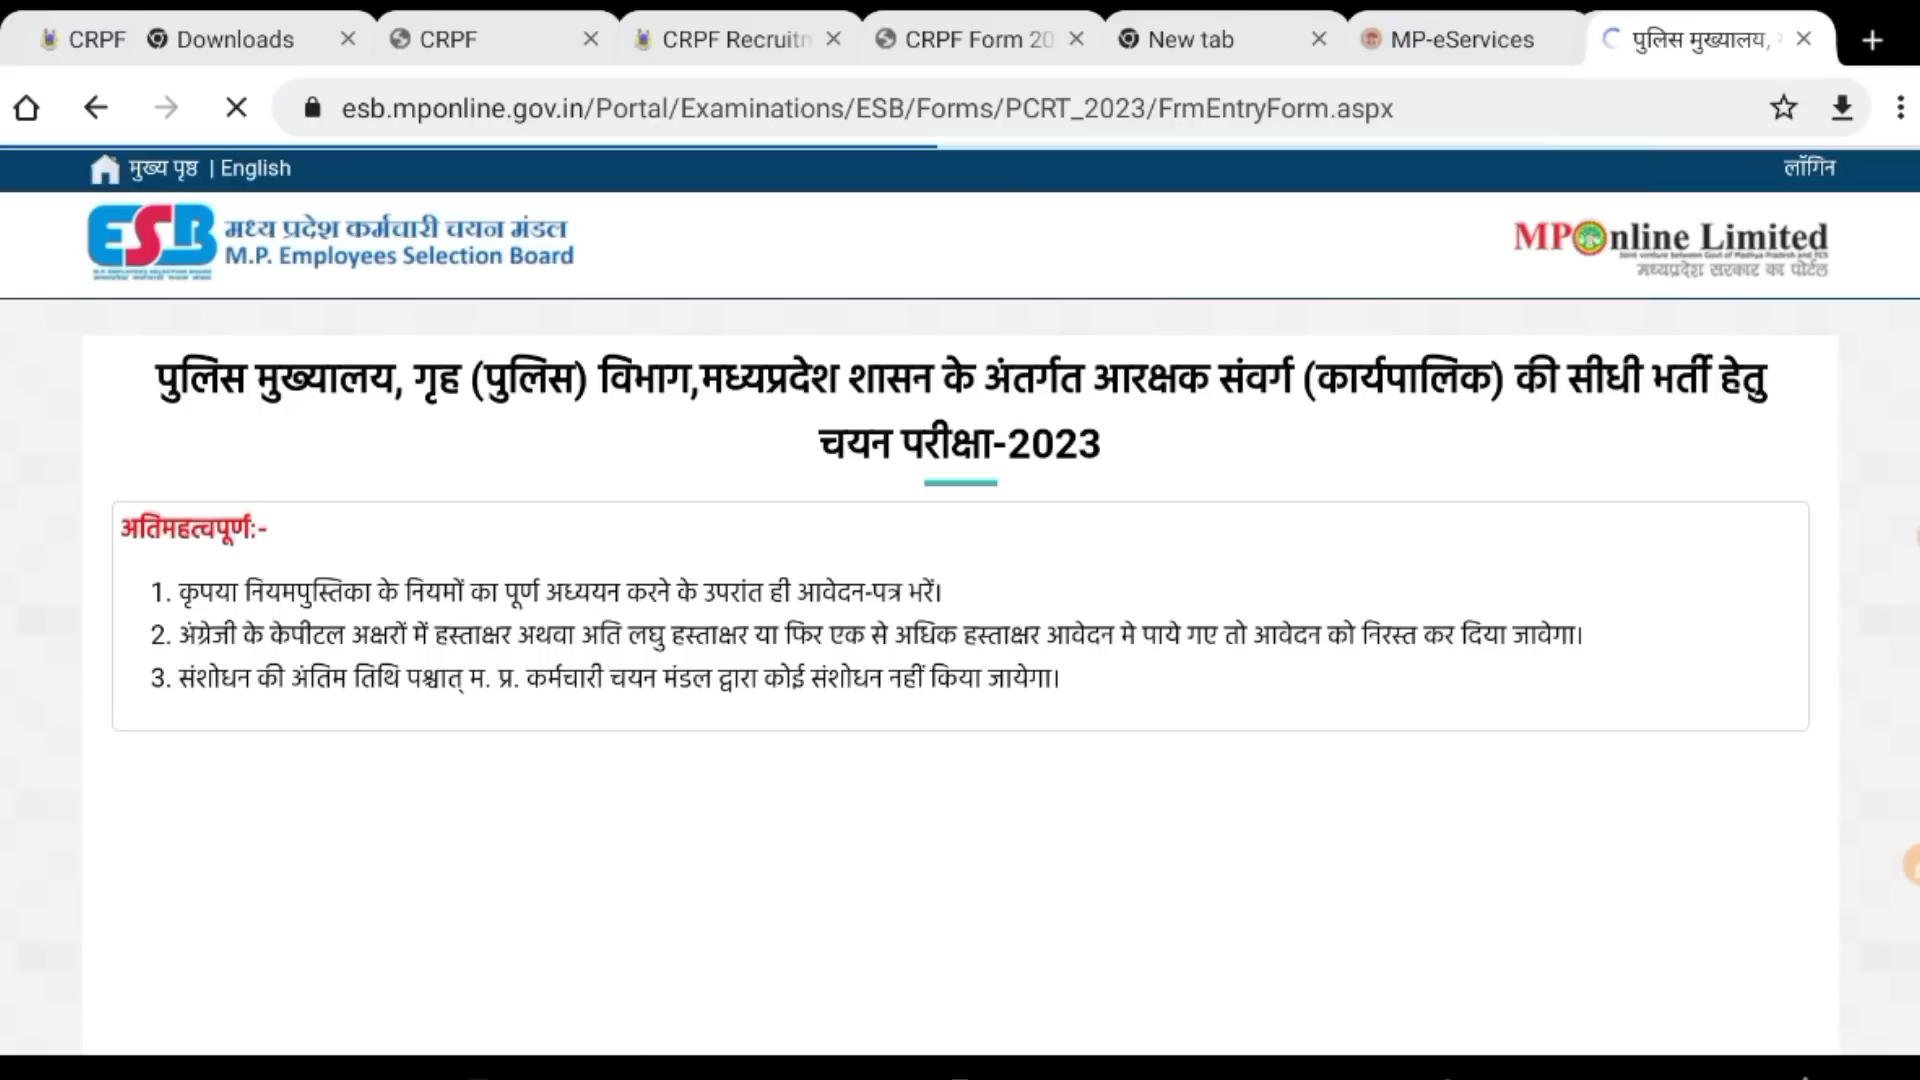 CRPF
Downloads
CRPF
CRPF Recruitn
CRPF Form 20
New tab
MP-eServices
पुलिस मुख्यालय,
esb.mponline.gov.in/Portal/Examinations/ESB/Forms/PCRT_2023/FrmEntryForm.aspx
मुख्य पृष्ठ | English
लॉगिन
ESB
मध्य प्रदेश कर्मचारी चयन मंडल
M.P. Employees Selection Board
MPOnline Limited
मध्यप्रदेश सरकार का पोर्टल
पुलिस मुख्यालय, गृह (पुलिस) विभाग,मध्यप्रदेश शासन के अंतर्गत आरक्षक संवर्ग (कार्यपालिक) की सीधी भर्ती हेतु
चयन परीक्षा-2023
अतिमहत्वपूर्ण:-
1. कृपया नियमपुस्तिका के नियमों का पूर्ण अध्ययन करने के उपरांत ही आवेदन-पत्र भरें।
2. अंग्रेजी के केपीटल अक्षरों में हस्ताक्षर अथवा अति लघु हस्ताक्षर या फिर एक से अधिक हस्ताक्षर आवेदन मे पाये गए तो आवेदन को निरस्त कर दिया जावेगा।
3. संशोधन की अंतिम तिथि पश्चात् म. प्र. कर्मचारी चयन मंडल द्वारा कोई संशोधन नहीं किया जायेगा।